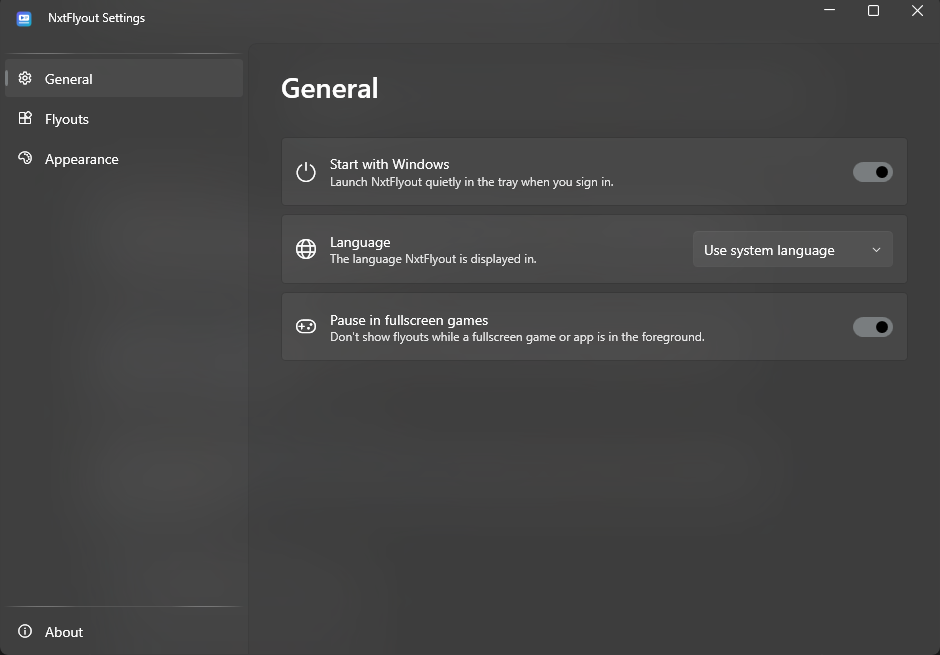 NxtFlyout Settings
General
Flyouts
Appearance
About
General
Start with Windows
Launch NxtFlyout quietly in the tray when you sign in.
Language
The language NxtFlyout is displayed in.
Use system language
Pause in fullscreen games
Don't show flyouts while a fullscreen game or app is in the foreground.